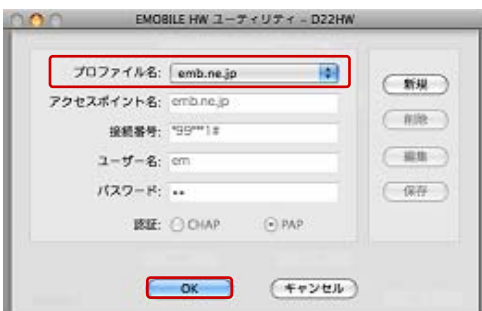 EMOBILE HW ユーティリティ - D22HW
プロファイル名: emb.ne.jp
新規
アクセスポイント名: emb.ne.jp
削除
接続番号: *99***1#
ユーザー名: em
編集
パスワード: ••
保存
認証: CHAP PAP
OK キャンセル